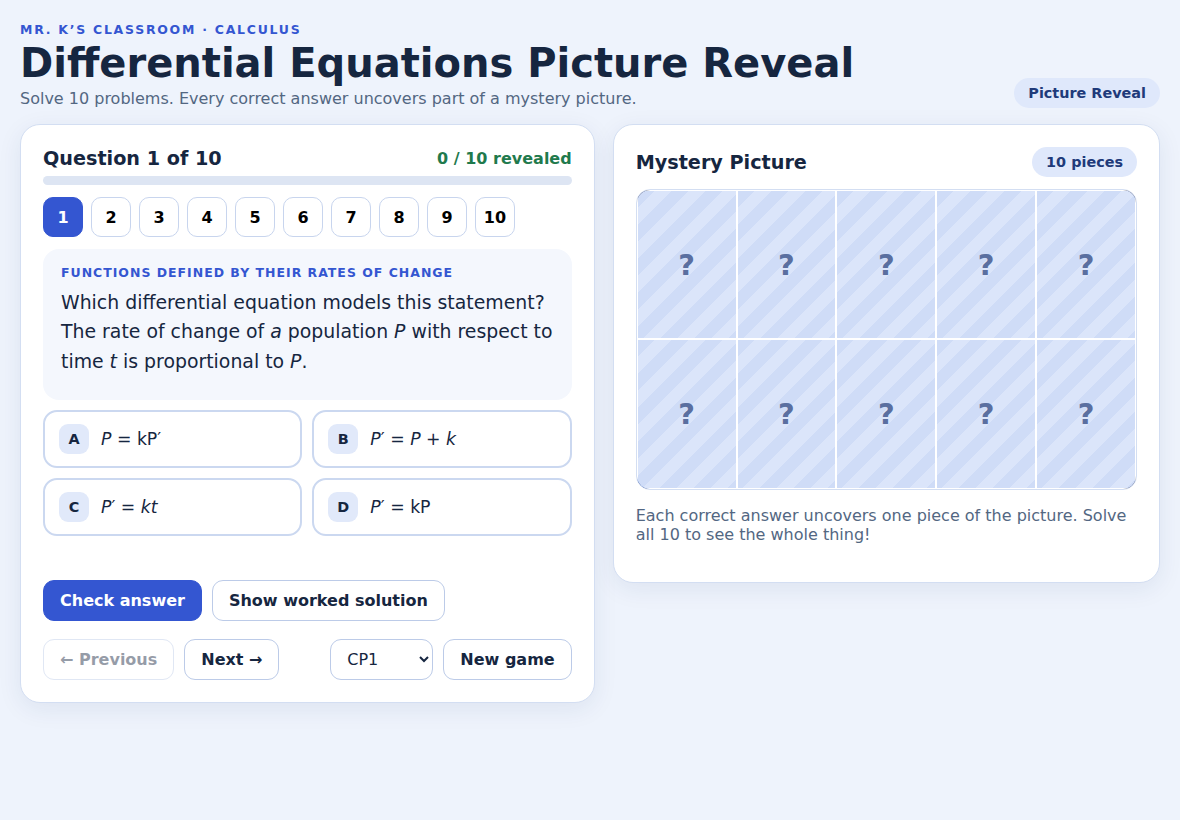 MR. K’S CLASSROOM · CALCULUS
Differential Equations Picture Reveal
Solve 10 problems. Every correct answer uncovers part of a mystery picture.
Picture Reveal
Question 1 of 10
0 / 10 revealed
1 2 3 4 5 6 7 8 9 10
FUNCTIONS DEFINED BY THEIR RATES OF CHANGE
Which differential equation models this statement?
The rate of change of a population P with respect to
time t is proportional to P.
A P = kP′
B P′ = P + k
C P′ = kt
D P′ = kP
Check answer
Show worked solution
← Previous
Next →
CP1
New game
Mystery Picture
10 pieces
? ? ? ? ?
? ? ? ? ?
Each correct answer uncovers one piece of the picture. Solve
all 10 to see the whole thing!